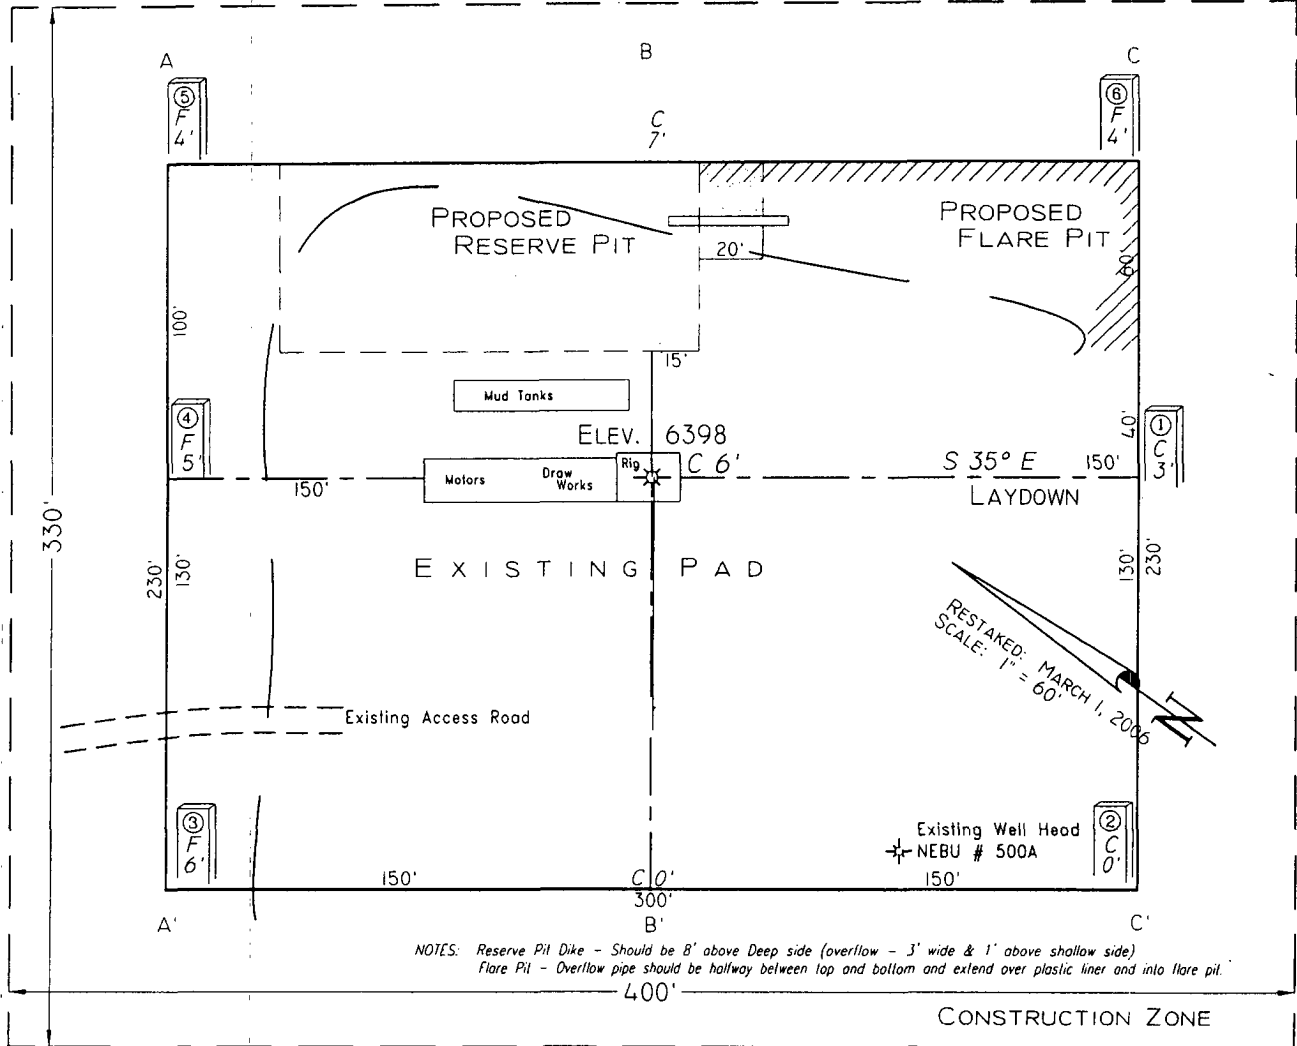 A
B
C
⑤
F
4'
C
7'
⑥
F
4'
PROPOSED
RESERVE PIT
PROPOSED
FLARE PIT
20'
60'
100'
15'
Mud Tanks
④
F
5'
ELEV. 6398
40'
①
C
3'
Rig
C 6'
S 35° E
150'
Motors
Draw
Works
150'
LAYDOWN
330'
230'
130'
EXISTING PAD
130'
230'
RESTAKED: MARCH 1, 2006
SCALE: 1" = 60'
N
Existing Access Road
③
F
6'
Existing Well Head
NEBU # 500A
②
C
0'
150'
C 0'
150'
300'
A'
B'
C'
NOTES: Reserve Pit Dike - Should be 8' above Deep side (overflow - 3' wide & 1' above shallow side)
Flare Pit - Overflow pipe should be halfway between top and bottom and extend over plastic liner and into flare pit.
400'
CONSTRUCTION ZONE